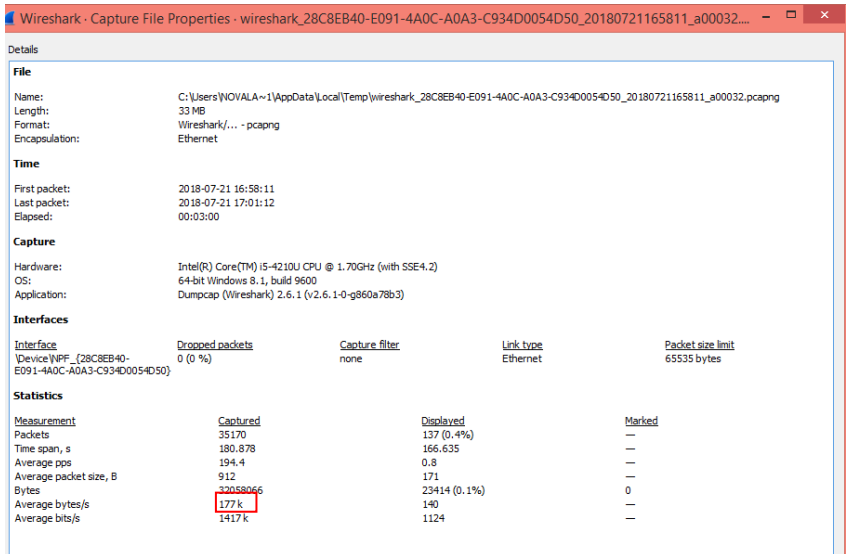 Wireshark · Capture File Properties · wireshark_28C8EB40-E091-4A0C-A0A3-C934D0054D50_20180721165811_a00032....
Details
File
Name: C:\Users\NOVALA~1\AppData\Local\Temp\wireshark_28C8EB40-E091-4A0C-A0A3-C934D0054D50_20180721165811_a00032.pcapng
Length: 33 MB
Format: Wireshark/... - pcapng
Encapsulation: Ethernet
Time
First packet: 2018-07-21 16:58:11
Last packet: 2018-07-21 17:01:12
Elapsed: 00:03:00
Capture
Hardware: Intel(R) Core(TM) i5-4210U CPU @ 1.70GHz (with SSE4.2)
OS: 64-bit Windows 8.1, build 9600
Application: Dumpcap (Wireshark) 2.6.1 (v2.6.1-0-g860a78b3)
Interfaces
Interface Dropped packets Capture filter Link type Packet size limit
\Device\NPF_{28C8EB40- 0 (0 %) none Ethernet 65535 bytes
E091-4A0C-A0A3-C934D0054D50}
Statistics
Measurement Captured Displayed Marked
Packets 35170 137 (0.4%) —
Time span, s 180.878 166.635 —
Average pps 194.4 0.8 —
Average packet size, B 912 171 —
Bytes 32058066 23414 (0.1%) 0
Average bytes/s 177 k 140 —
Average bits/s 1417 k 1124 —